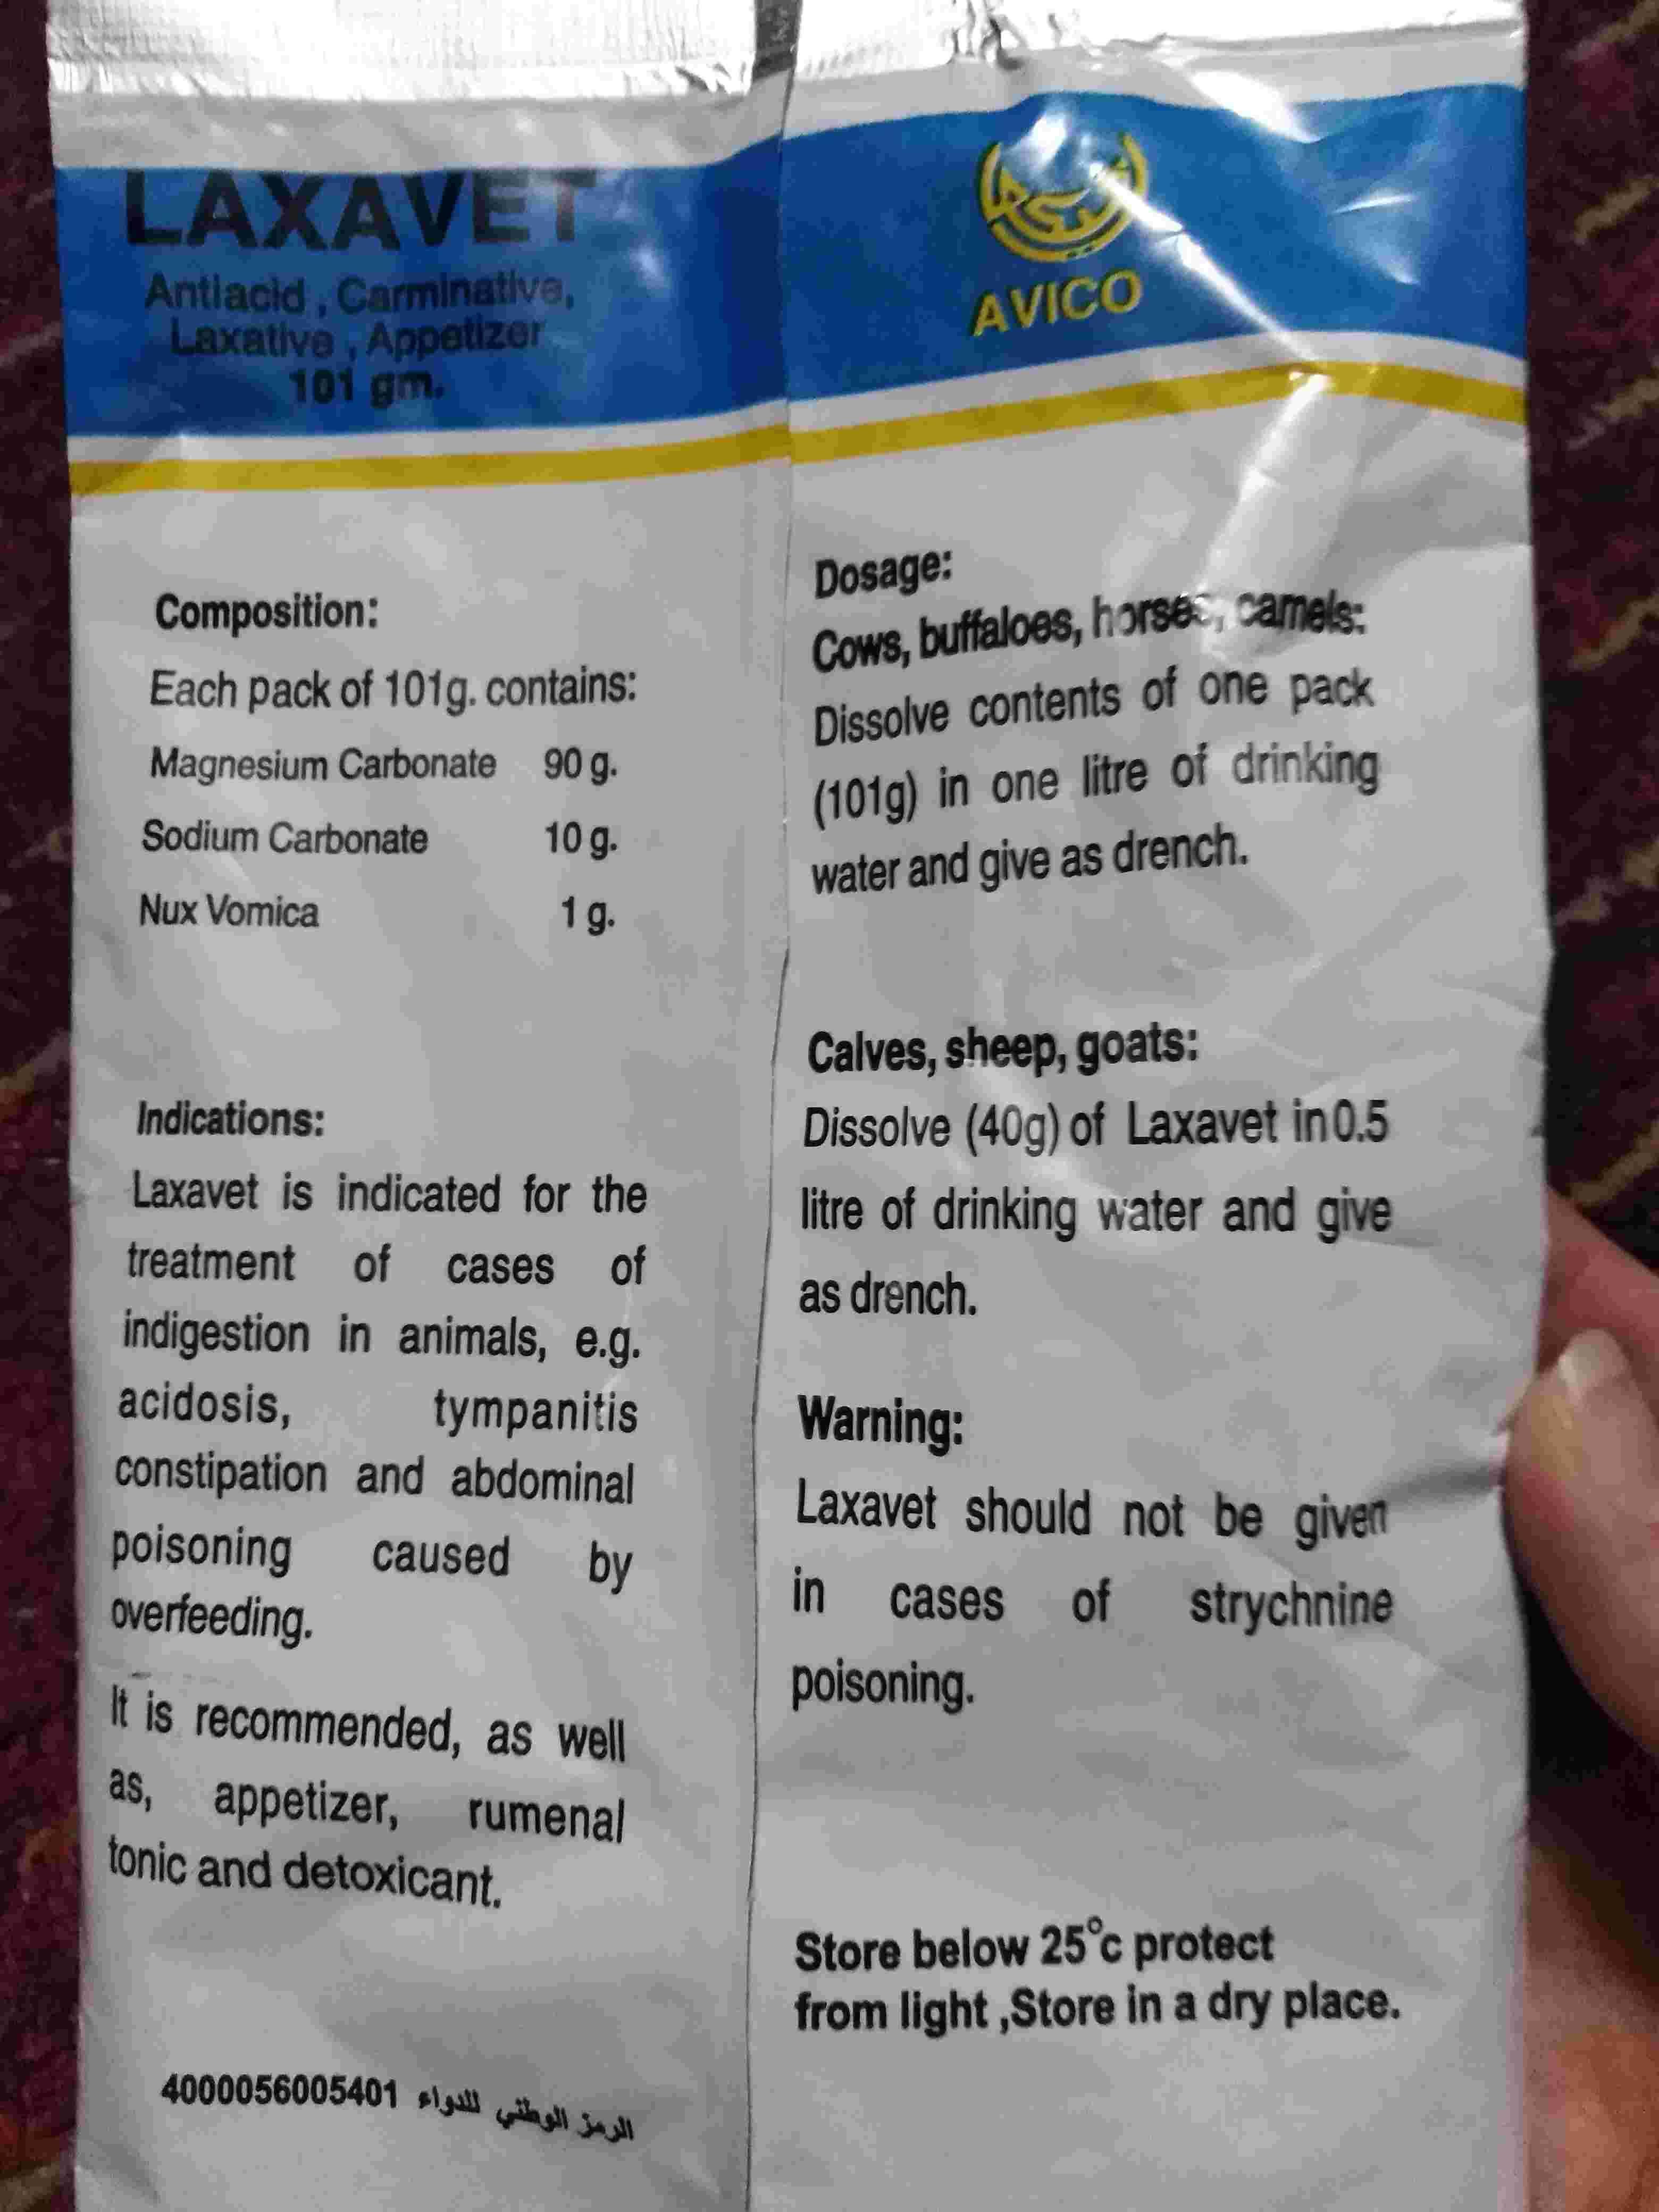 LAXAVET
Antiacid , Carminative,
Laxative , Appetizer
101 gm.
Composition:
Each pack of 101g. contains:
Magnesium Carbonate 90 g.
Sodium Carbonate 10 g.
Nux Vomica 1 g.
Indications:
Laxavet is indicated for the
treatment of cases of
indigestion in animals, e.g.
acidosis, tympanitis
constipation and abdominal
poisoning caused by
overfeeding.
It is recommended, as well
as, appetizer, rumenal
tonic and detoxicant.
4000056005401 الرمز الوطني للدواء
AVICO
Dosage:
Cows, buffaloes, horses, camels:
Dissolve contents of one pack
(101g) in one litre of drinking
water and give as drench.
Calves, sheep, goats:
Dissolve (40g) of Laxavet in 0.5
litre of drinking water and give
as drench.
Warning:
Laxavet should not be given
in cases of strychnine
poisoning.
Store below 25°c protect
from light ,Store in a dry place.